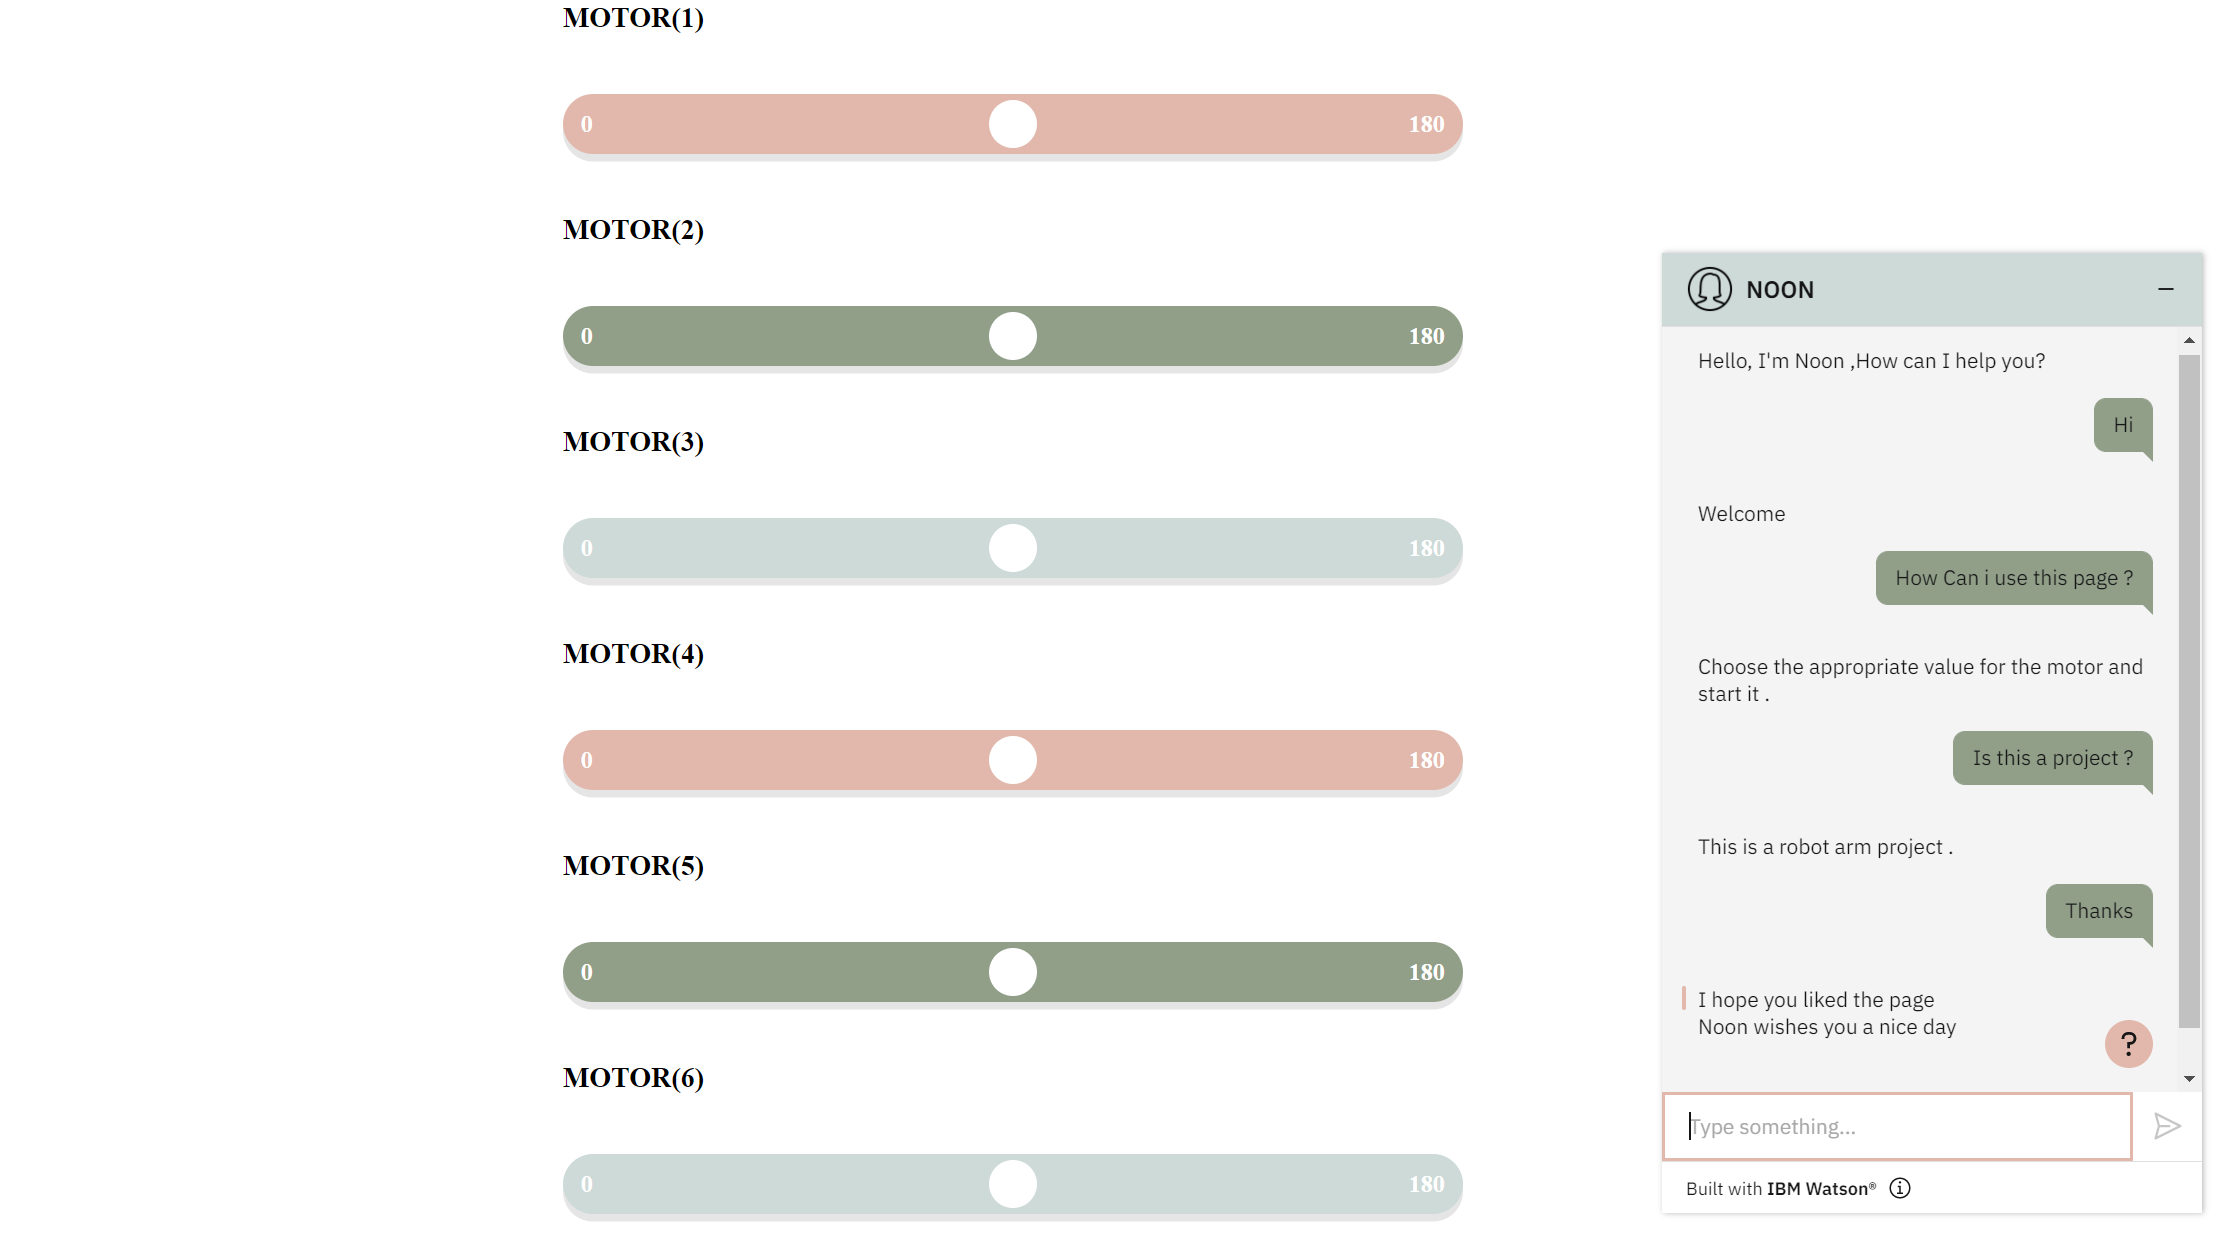 MOTOR(1)
0 180
MOTOR(2)
0 180
MOTOR(3)
0 180
MOTOR(4)
0 180
MOTOR(5)
0 180
MOTOR(6)
0 180
NOON
Hello, I'm Noon ,How can I help you?
Hi
Welcome
How Can i use this page ?
Choose the appropriate value for the motor and
start it .
Is this a project ?
This is a robot arm project .
Thanks
I hope you liked the page
Noon wishes you a nice day
?
Type something...
Built with IBM Watson®